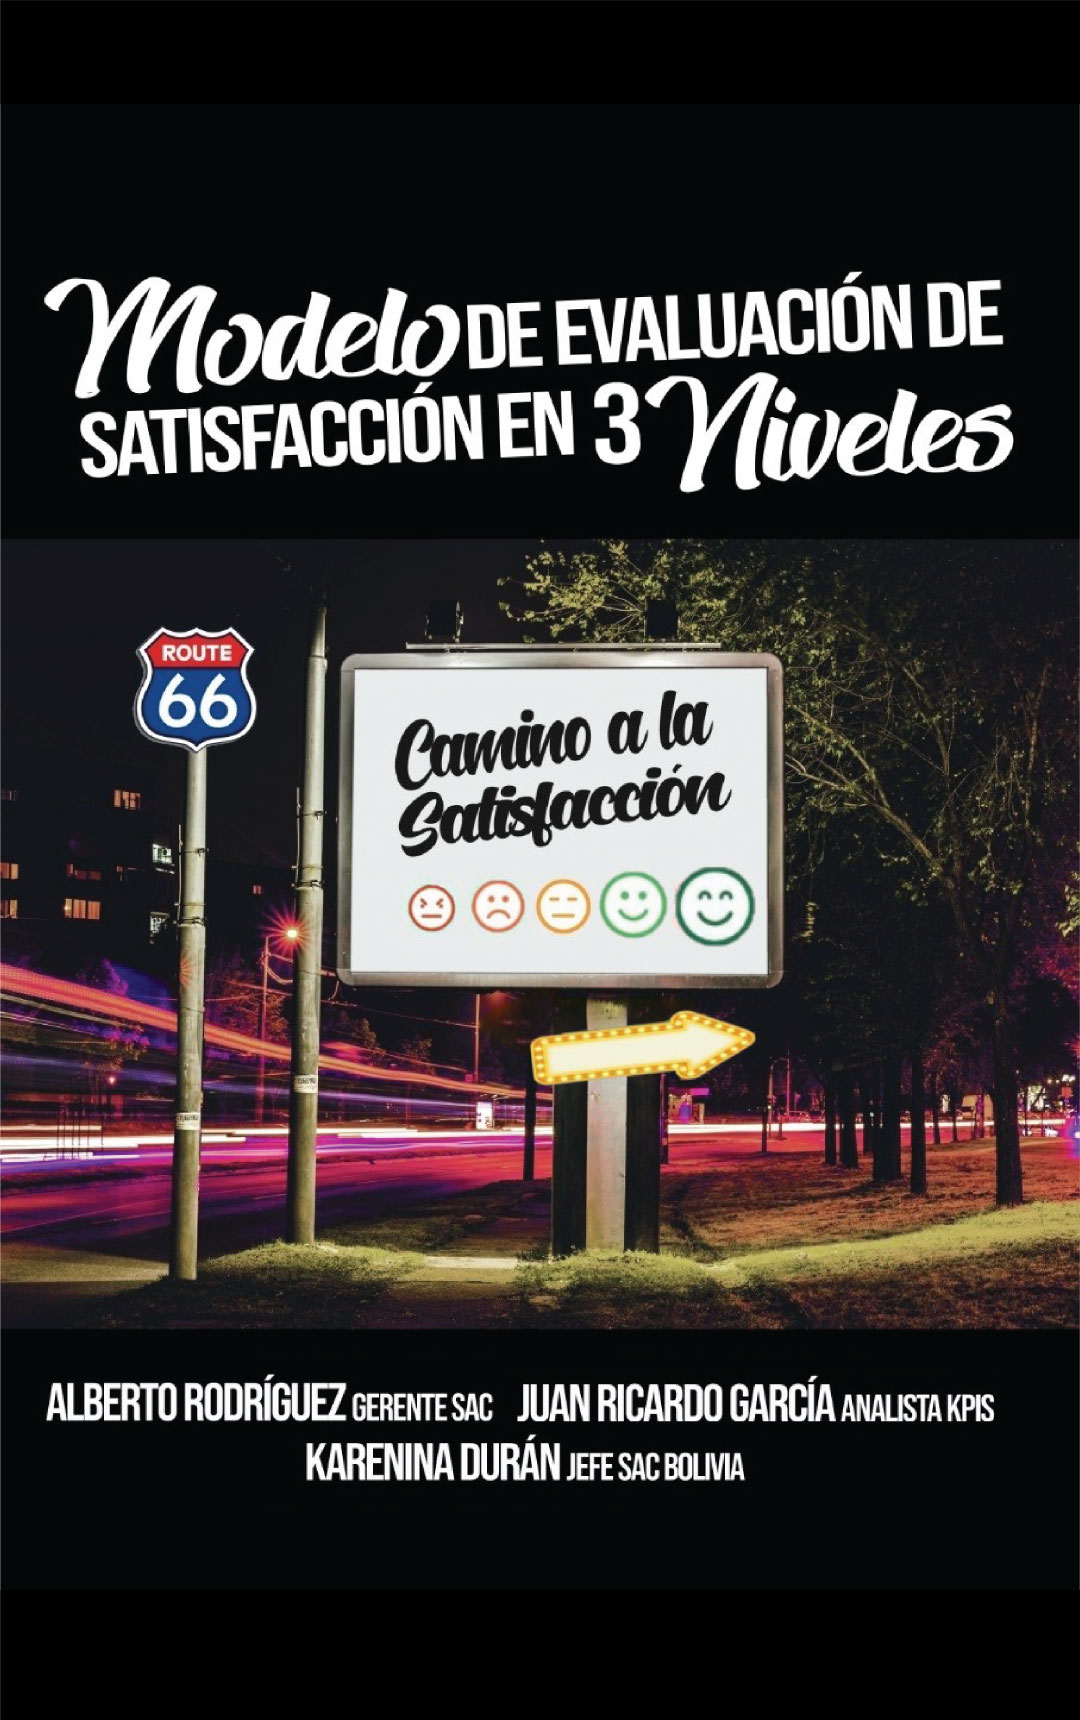 Modelo DE EVALUACIÓN DE
SATISFACCIÓN EN 3 Niveles
ROUTE
66
Camino a la
Satisfacción
ALBERTO RODRÍGUEZ GERENTE SAC JUAN RICARDO GARCÍA ANALISTA KPIS
KARENINA DURÁN JEFE SAC BOLIVIA